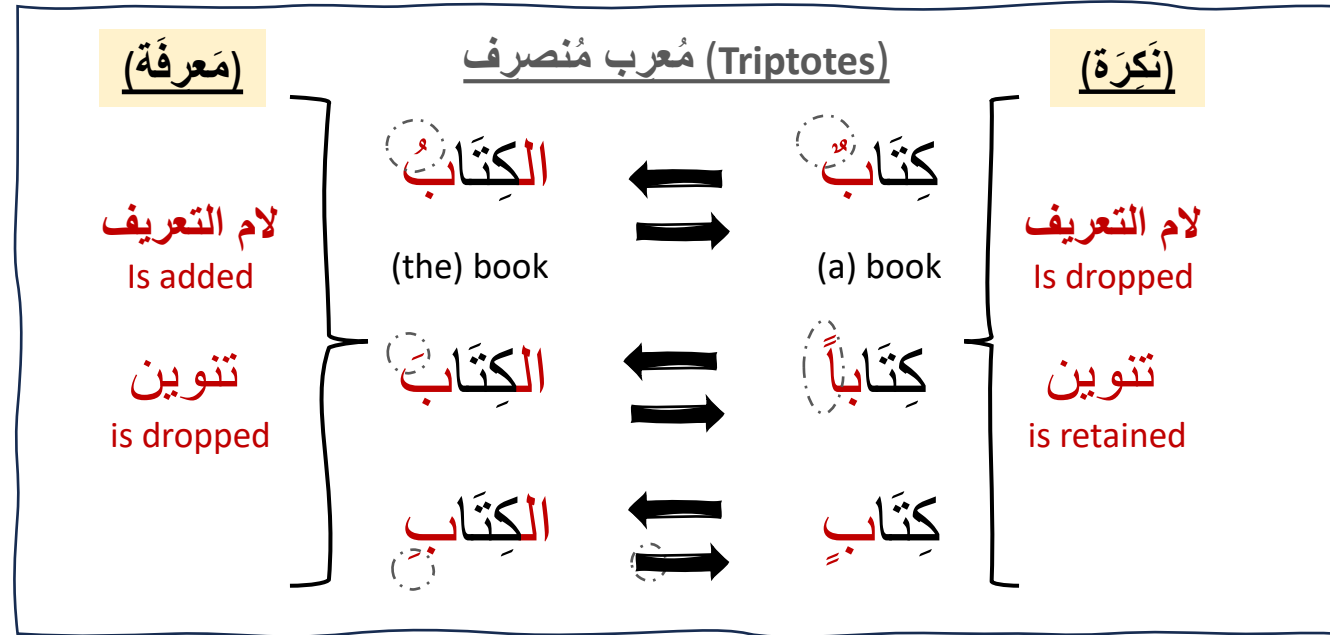 (نَكِرَة)
(Triptotes) مُعرب مُنصرِف
(مَعرفَة)
كِتَابٌ
الكِتَابُ
(a) book
(the) book
لام التعريف
Is dropped
لام التعريف
Is added
كِتَاباً
الكِتَابَ
تنوين
is retained
تنوين
is dropped
كِتَابٍ
الكِتَابِ